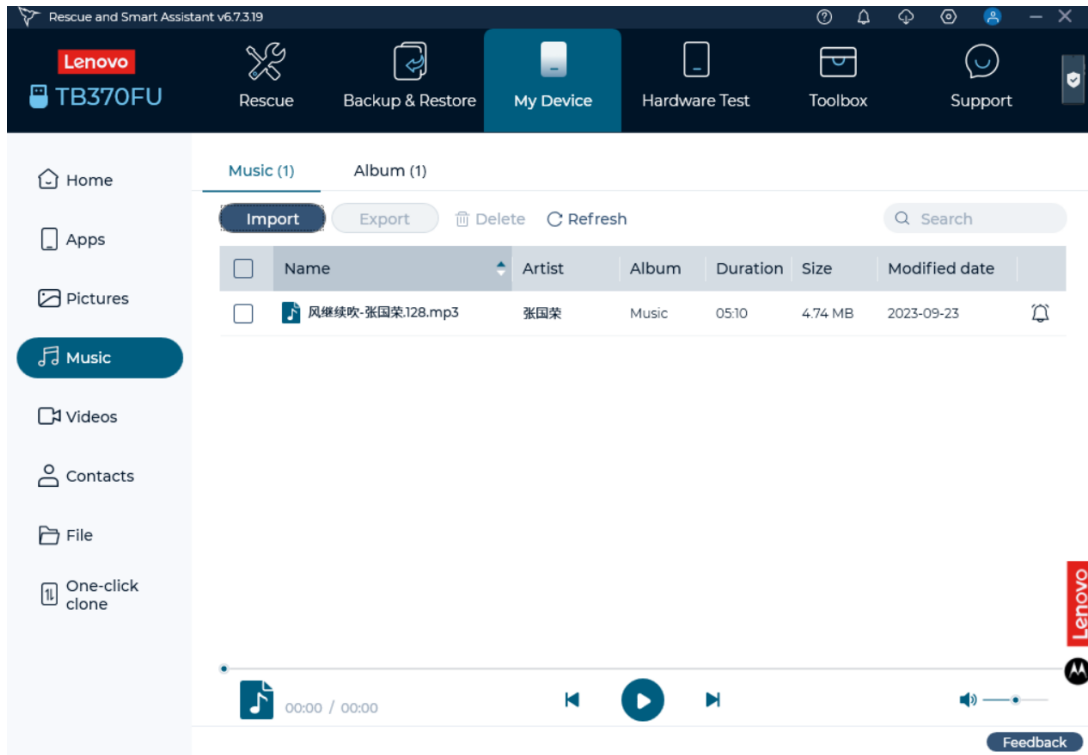 Rescue and Smart Assistant v6.7.3.19
Lenovo
TB370FU
Rescue
Backup & Restore
My Device
Hardware Test
Toolbox
Support
Home
Apps
Pictures
Music
Videos
Contacts
File
One-click
clone
Music (1) Album (1)
Import Export Delete Refresh Search
Name Artist Album Duration Size Modified date
风继续吹-张国荣.128.mp3 张国荣 Music 05:10 4.74 MB 2023-09-23
Lenovo
00:00 / 00:00
Feedback